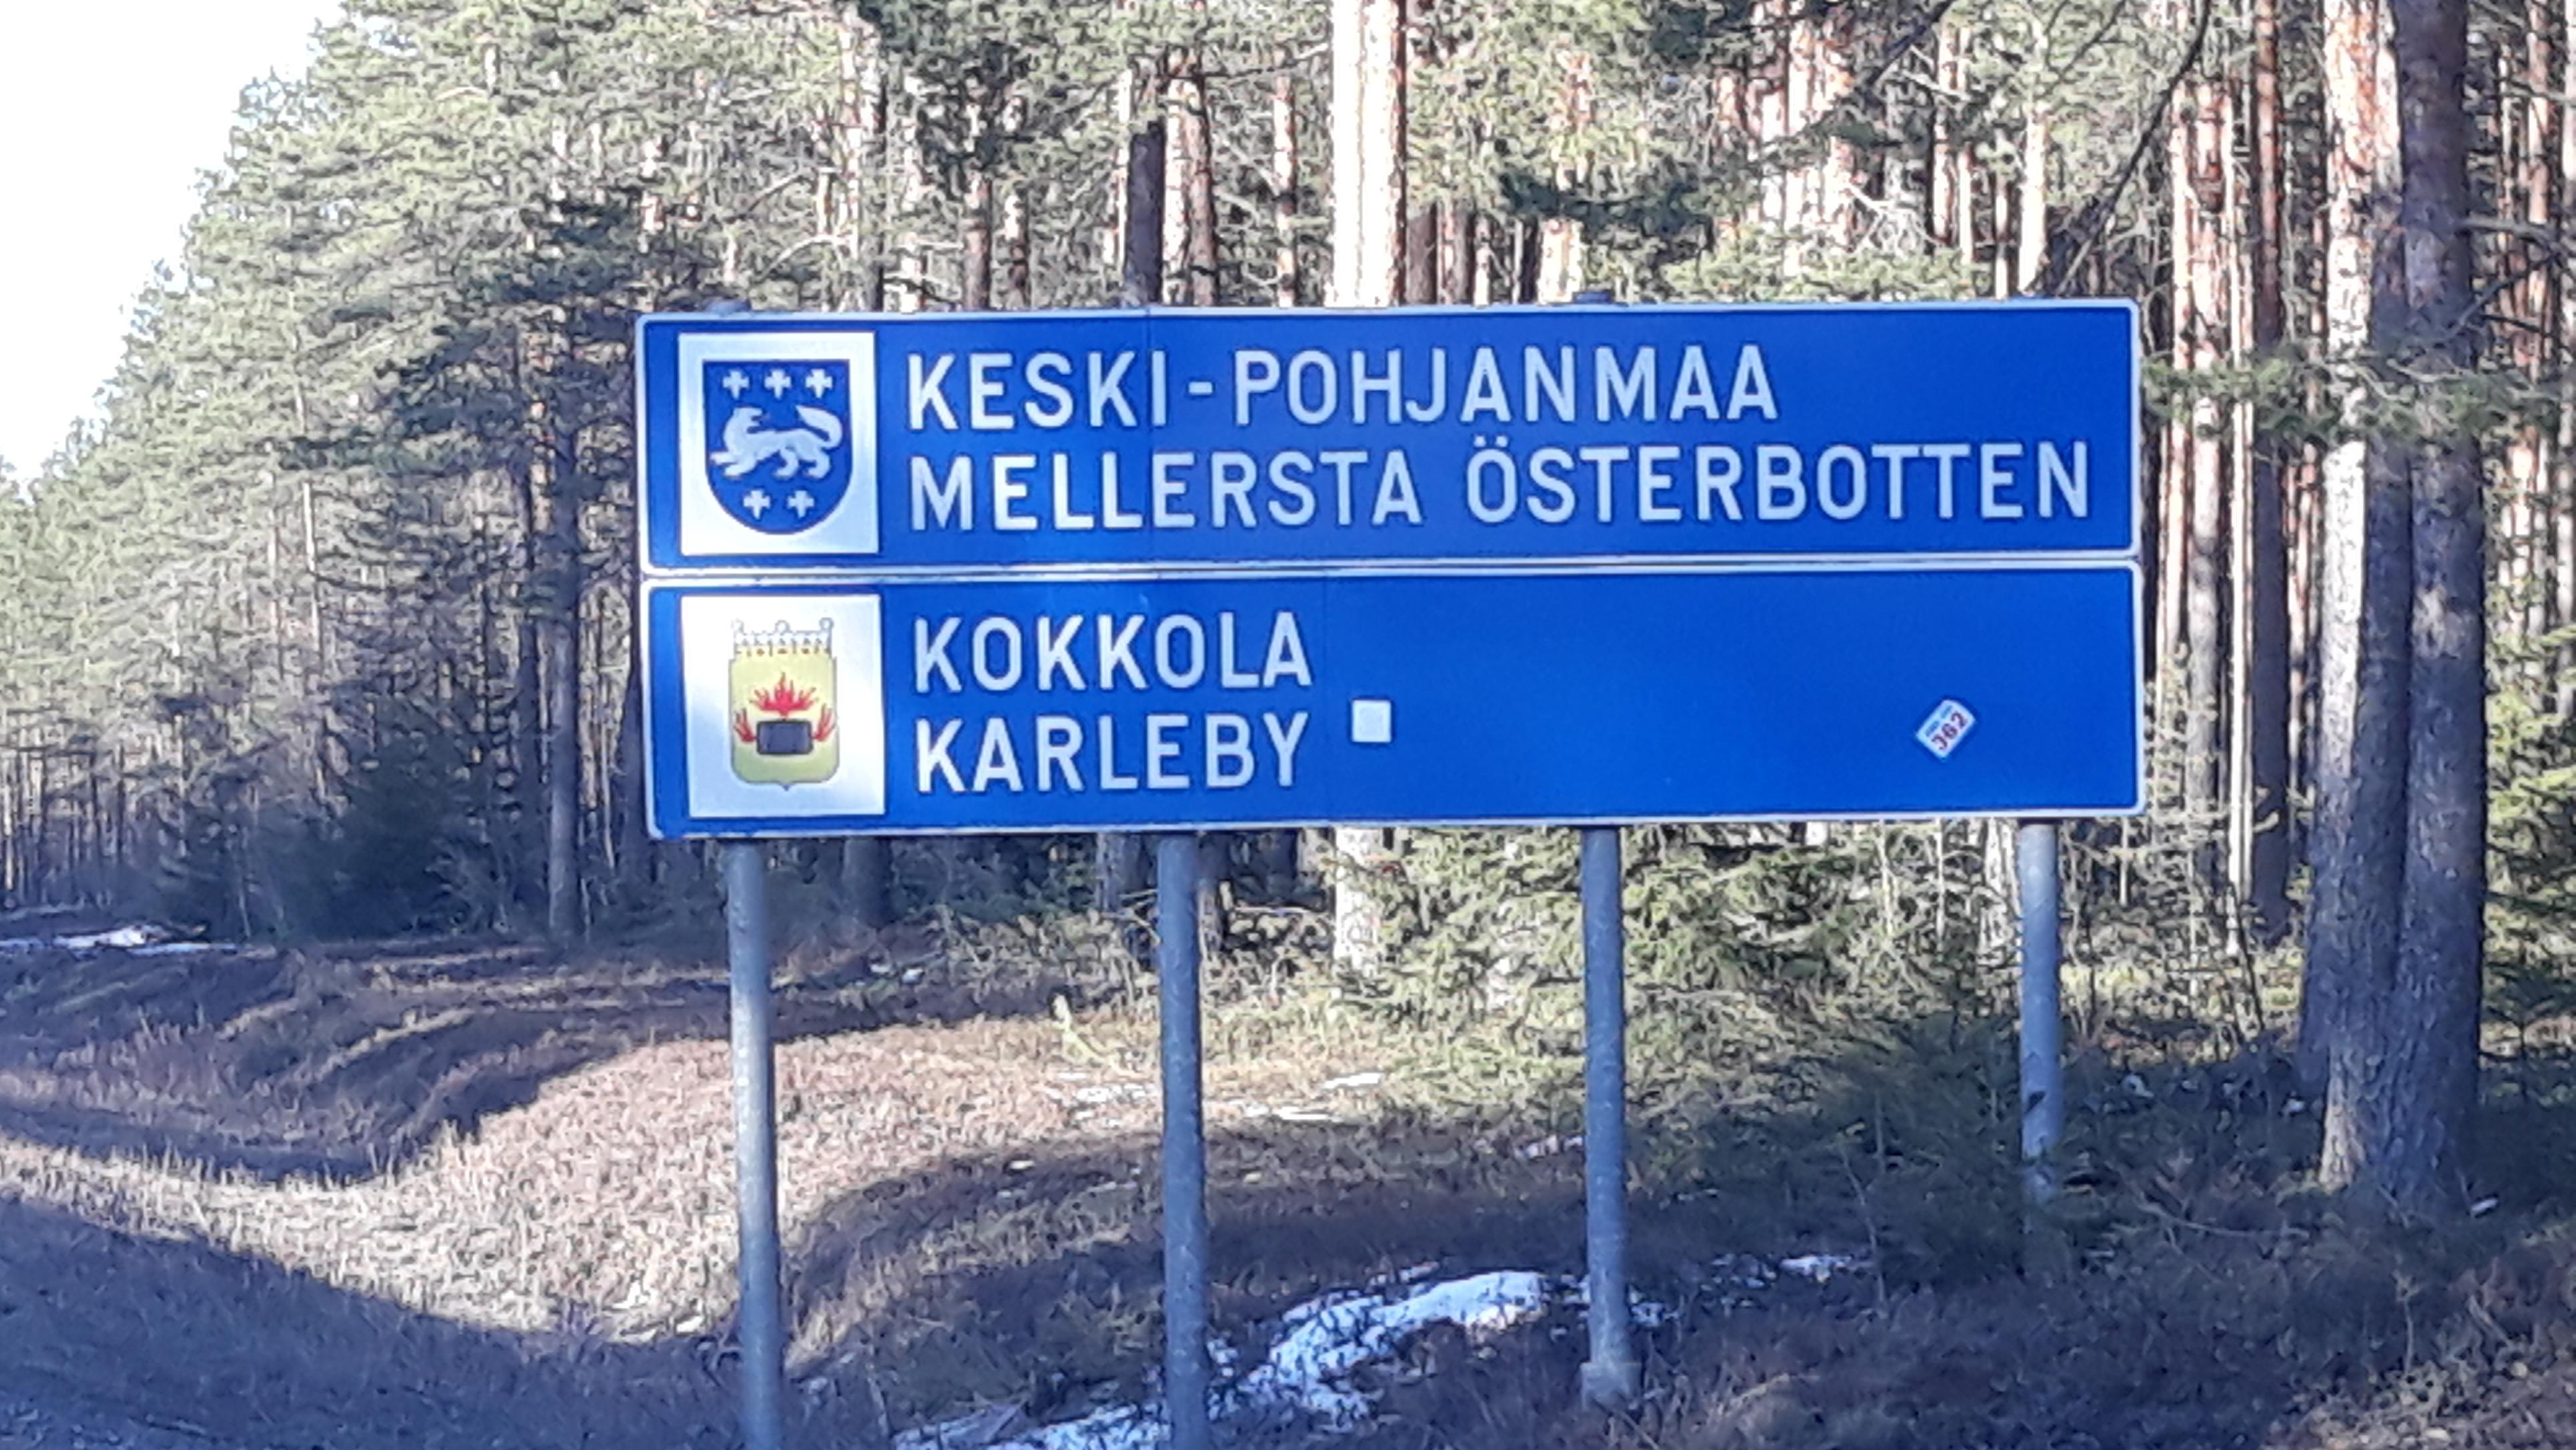 KESKI-POHJANMAA
MELLERSTA ÖSTERBOTTEN
KOKKOLA
KARLEBY